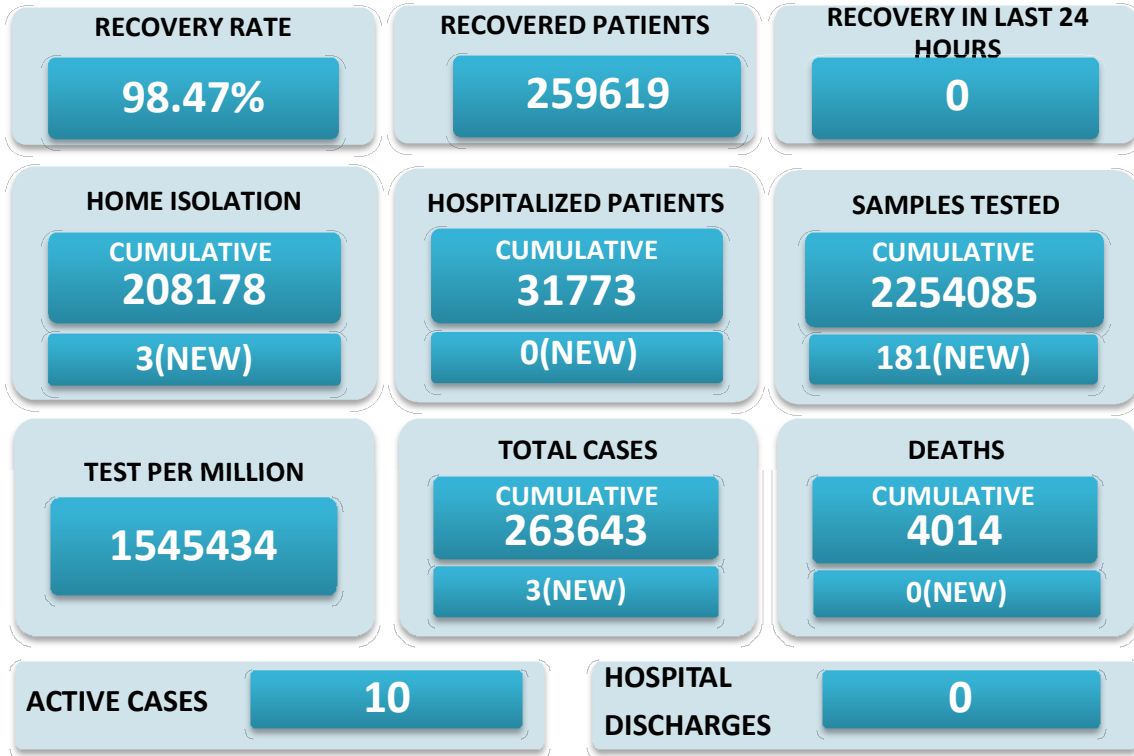 RECOVERY RATE
98.47%
RECOVERED PATIENTS
259619
RECOVERY IN LAST 24
HOURS
0
HOME ISOLATION
CUMULATIVE
208178
3(NEW)
HOSPITALIZED PATIENTS
CUMULATIVE
31773
0(NEW)
SAMPLES TESTED
CUMULATIVE
2254085
181(NEW)
TEST PER MILLION
1545434
TOTAL CASES
CUMULATIVE
263643
3(NEW)
DEATHS
CUMULATIVE
4014
0(NEW)
ACTIVE CASES
10
HOSPITAL
DISCHARGES
0